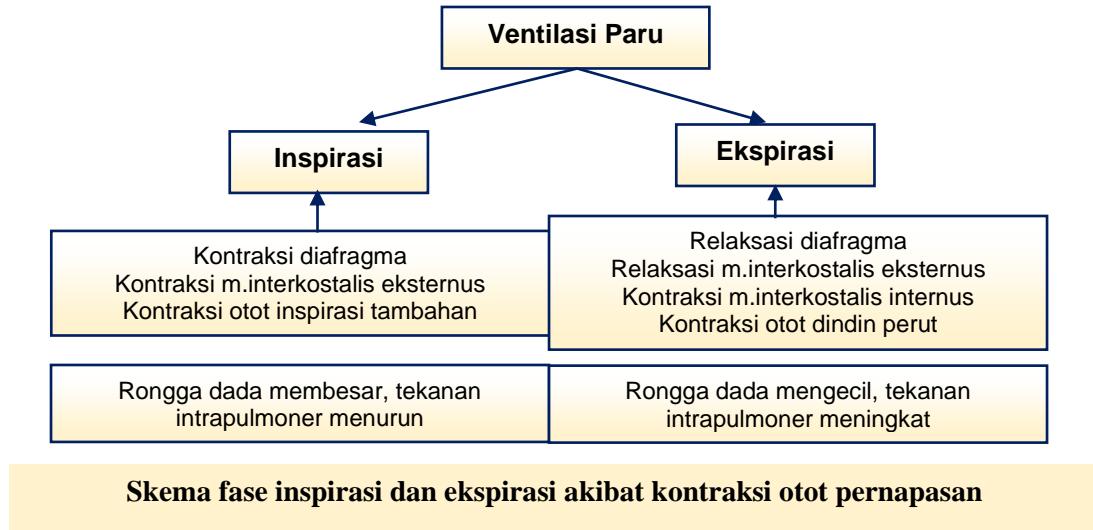 Ventilasi Paru
Inspirasi
Ekspirasi
Kontraksi diafragma
Kontraksi m.interkostalis eksternus
Kontraksi otot inspirasi tambahan
Relaksasi diafragma
Relaksasi m.interkostalis eksternus
Kontraksi m.interkostalis internus
Kontraksi otot dindin perut
Rongga dada membesar, tekanan
intrapulmoner menurun
Rongga dada mengecil, tekanan
intrapulmoner meningkat
Skema fase inspirasi dan ekspirasi akibat kontraksi otot pernapasan